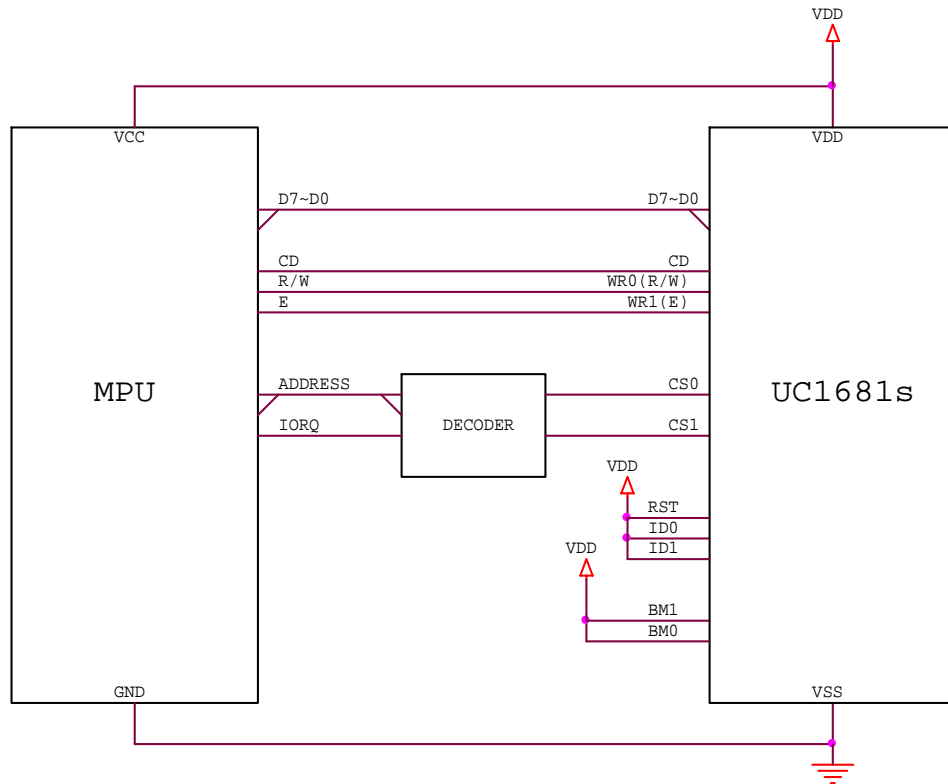 VDD
VCC VDD
D7~D0 D7~D0
CD CD
R/W WR0(R/W)
E WR1(E)
MPU UC1681s
ADDRESS CS0
DECODER
IORQ CS1
VDD
RST
ID0
VDD ID1
BM1
BM0
GND VSS